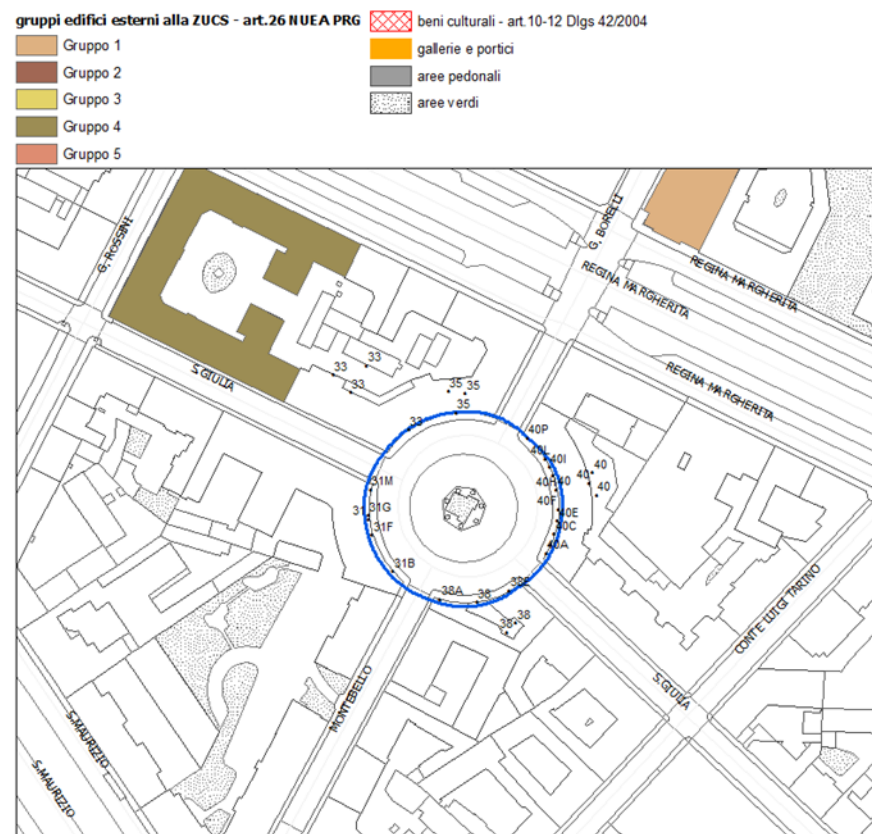 gruppi edifici esterni alla ZUCS - art.26 NUEA PRG
Gruppo 1
Gruppo 2
Gruppo 3
Gruppo 4
Gruppo 5
beni culturali - art.10-12 Dlgs 42/2004
gallerie e portici
aree pedonali
aree verdi
G. ROSSINI
G. BORELLI
REGINA MARGHERITA
REGINA MARGHERITA
REGINA MARGHERITA
S.GIULIA
33
33
33
35
35
35
33
40P
40L
40I
40
40
40
40H
40
40F
40E
40C
40A
31M
31G
31
31F
31B
38A
38
38E
38
38
CONTE LUIGI TARINO
S.GIULIA
MONTEBELLO
S.MAURIZIO
S.MAURIZIO